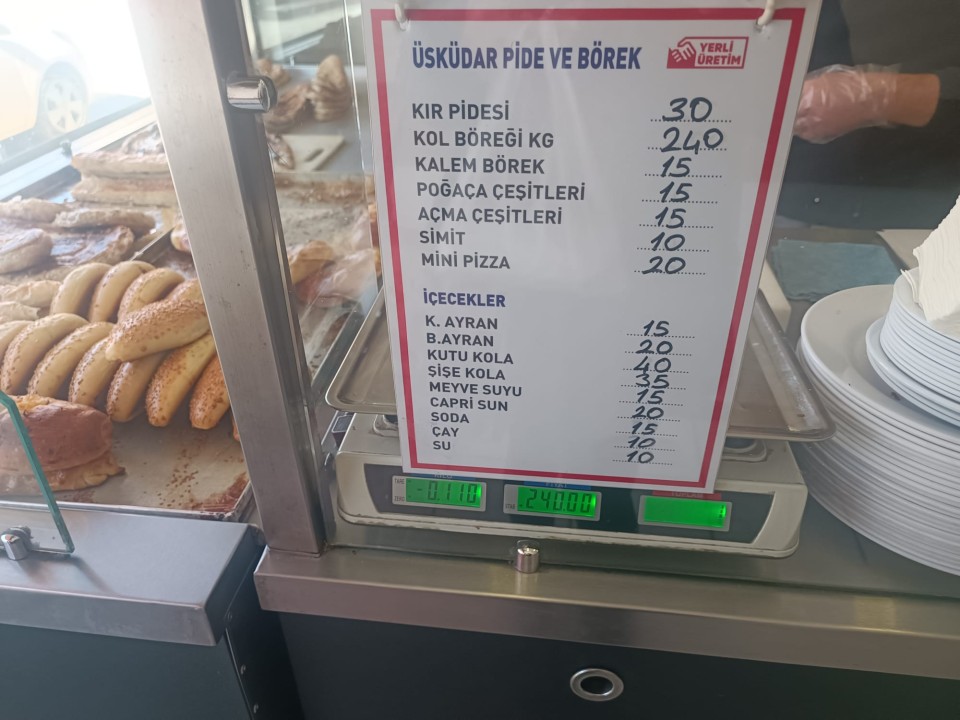 ÜSKÜDAR PİDE VE BÖREK
YERLİ
ÜRETİM
KIR PİDESİ 30
KOL BÖREĞİ KG 240
KALEM BÖREK 15
POĞAÇA ÇEŞİTLERİ 15
AÇMA ÇEŞİTLERİ 15
SİMİT 10
MİNİ PIZZA 20
İÇECEKLER
K. AYRAN 15
B.AYRAN 20
KUTU KOLA 40
ŞİŞE KOLA 35
MEYVE SUYU 15
CAPRI SUN 20
SODA 15
ÇAY 10
SU 10
-0.110 240.00